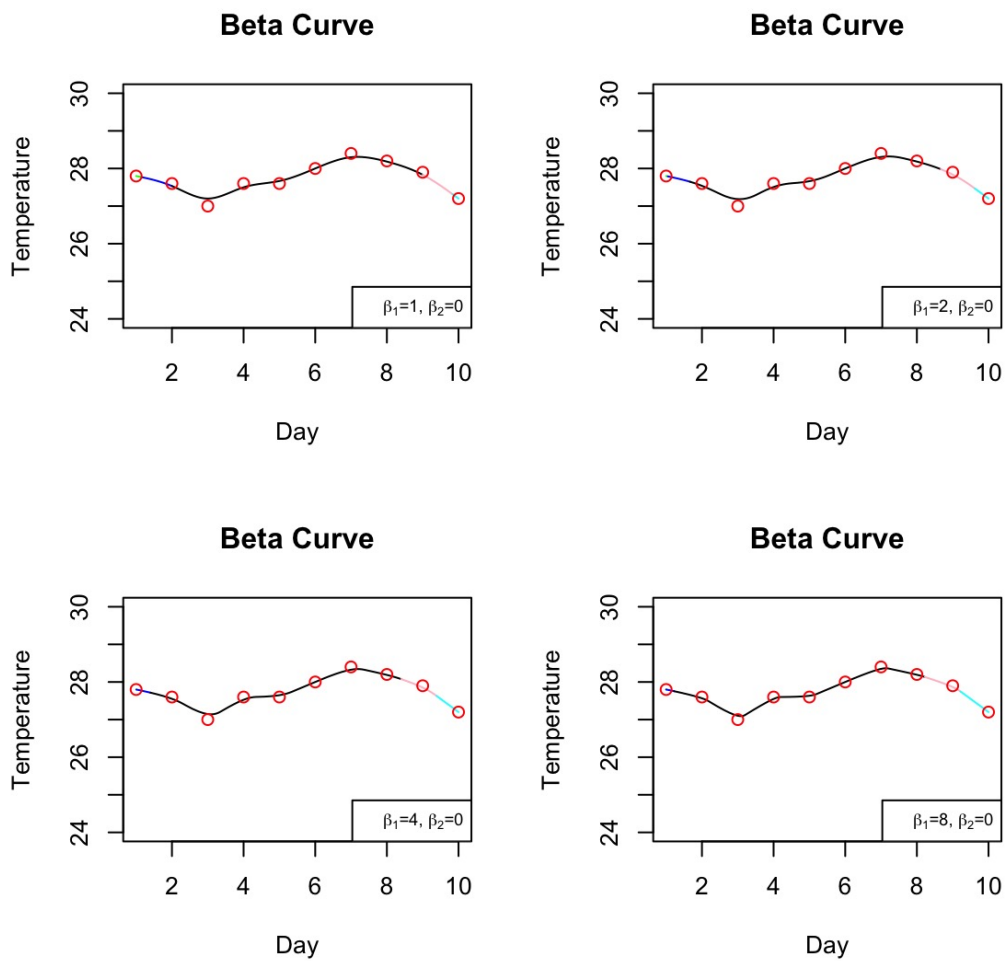 Beta Curve
Temperature
30
28
26
24
β₁=1, β₂=0
2 4 6 8 10
Day
Beta Curve
Temperature
30
28
26
24
β₁=2, β₂=0
2 4 6 8 10
Day
Beta Curve
Temperature
30
28
26
24
β₁=4, β₂=0
2 4 6 8 10
Day
Beta Curve
Temperature
30
28
26
24
β₁=8, β₂=0
2 4 6 8 10
Day